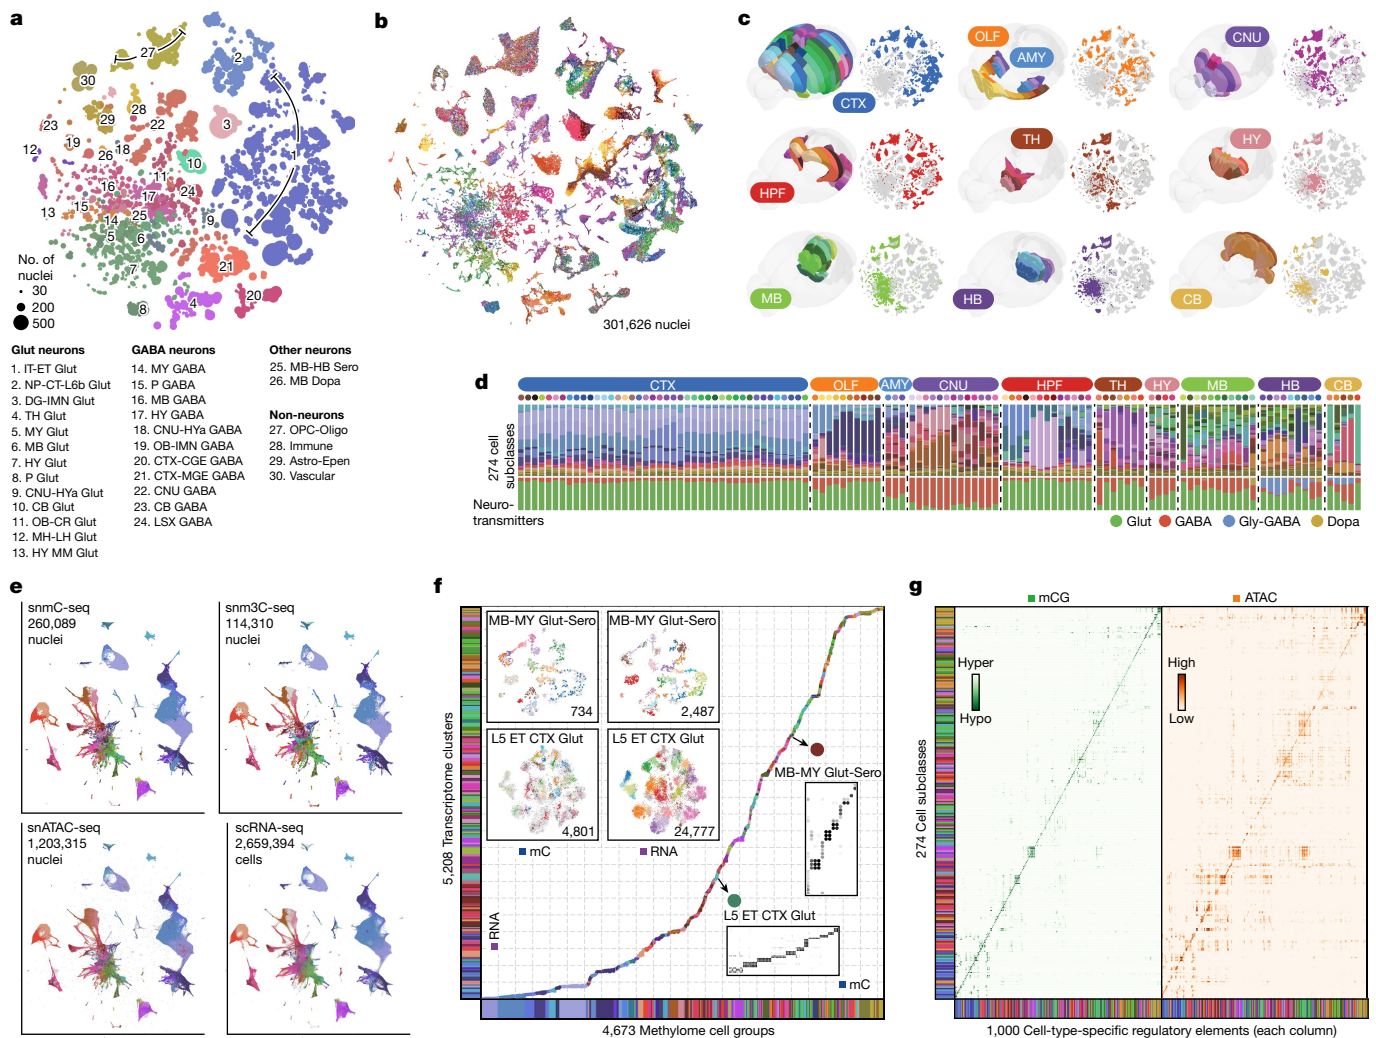 a
27
2
30
28
29
22
3
23
19
18
12
26
10
11
16
24
17
15
13
14
25
9
5
6
7
21
20
4
8
1
No. of
nuclei
30
200
500
Glut neurons
1. IT-ET Glut
2. NP-CT-L6b Glut
3. DG-IMN Glut
4. TH Glut
5. MY Glut
6. MB Glut
7. HY Glut
8. P Glut
9. CNU-HYa Glut
10. CB Glut
11. OB-CR Glut
12. MH-LH Glut
13. HY MM Glut
GABA neurons
14. MY GABA
15. P GABA
16. MB GABA
17. HY GABA
18. CNU-HYa GABA
19. OB-IMN GABA
20. CTX-CGE GABA
21. CTX-MGE GABA
22. CNU GABA
23. CB GABA
24. LSX GABA
Other neurons
25. MB-HB Sero
26. MB Dopa
Non-neurons
27. OPC-Oligo
28. Immune
29. Astro-Epen
30. Vascular
b
301,626 nuclei
c
CTX
OLF
AMY
CNU
HPF
TH
HY
MB
HB
CB
d
CTX
OLF
AMY
CNU
HPF
TH
HY
MB
HB
CB
274 cell
subclasses
Neuro-
transmitters
Glut
GABA
Gly-GABA
Dopa
e
snmC-seq
260,089
nuclei
snm3C-seq
114,310
nuclei
snATAC-seq
1,203,315
nuclei
scRNA-seq
2,659,394
cells
f
5,208 Transcriptome clusters
RNA
MB-MY Glut-Sero
734
MB-MY Glut-Sero
2,487
L5 ET CTX Glut
4,801
L5 ET CTX Glut
24,777
mC
RNA
MB-MY Glut-Sero
L5 ET CTX Glut
mC
4,673 Methylome cell groups
g
mCG
ATAC
Hyper
Hypo
High
Low
274 Cell subclasses
1,000 Cell-type-specific regulatory elements (each column)